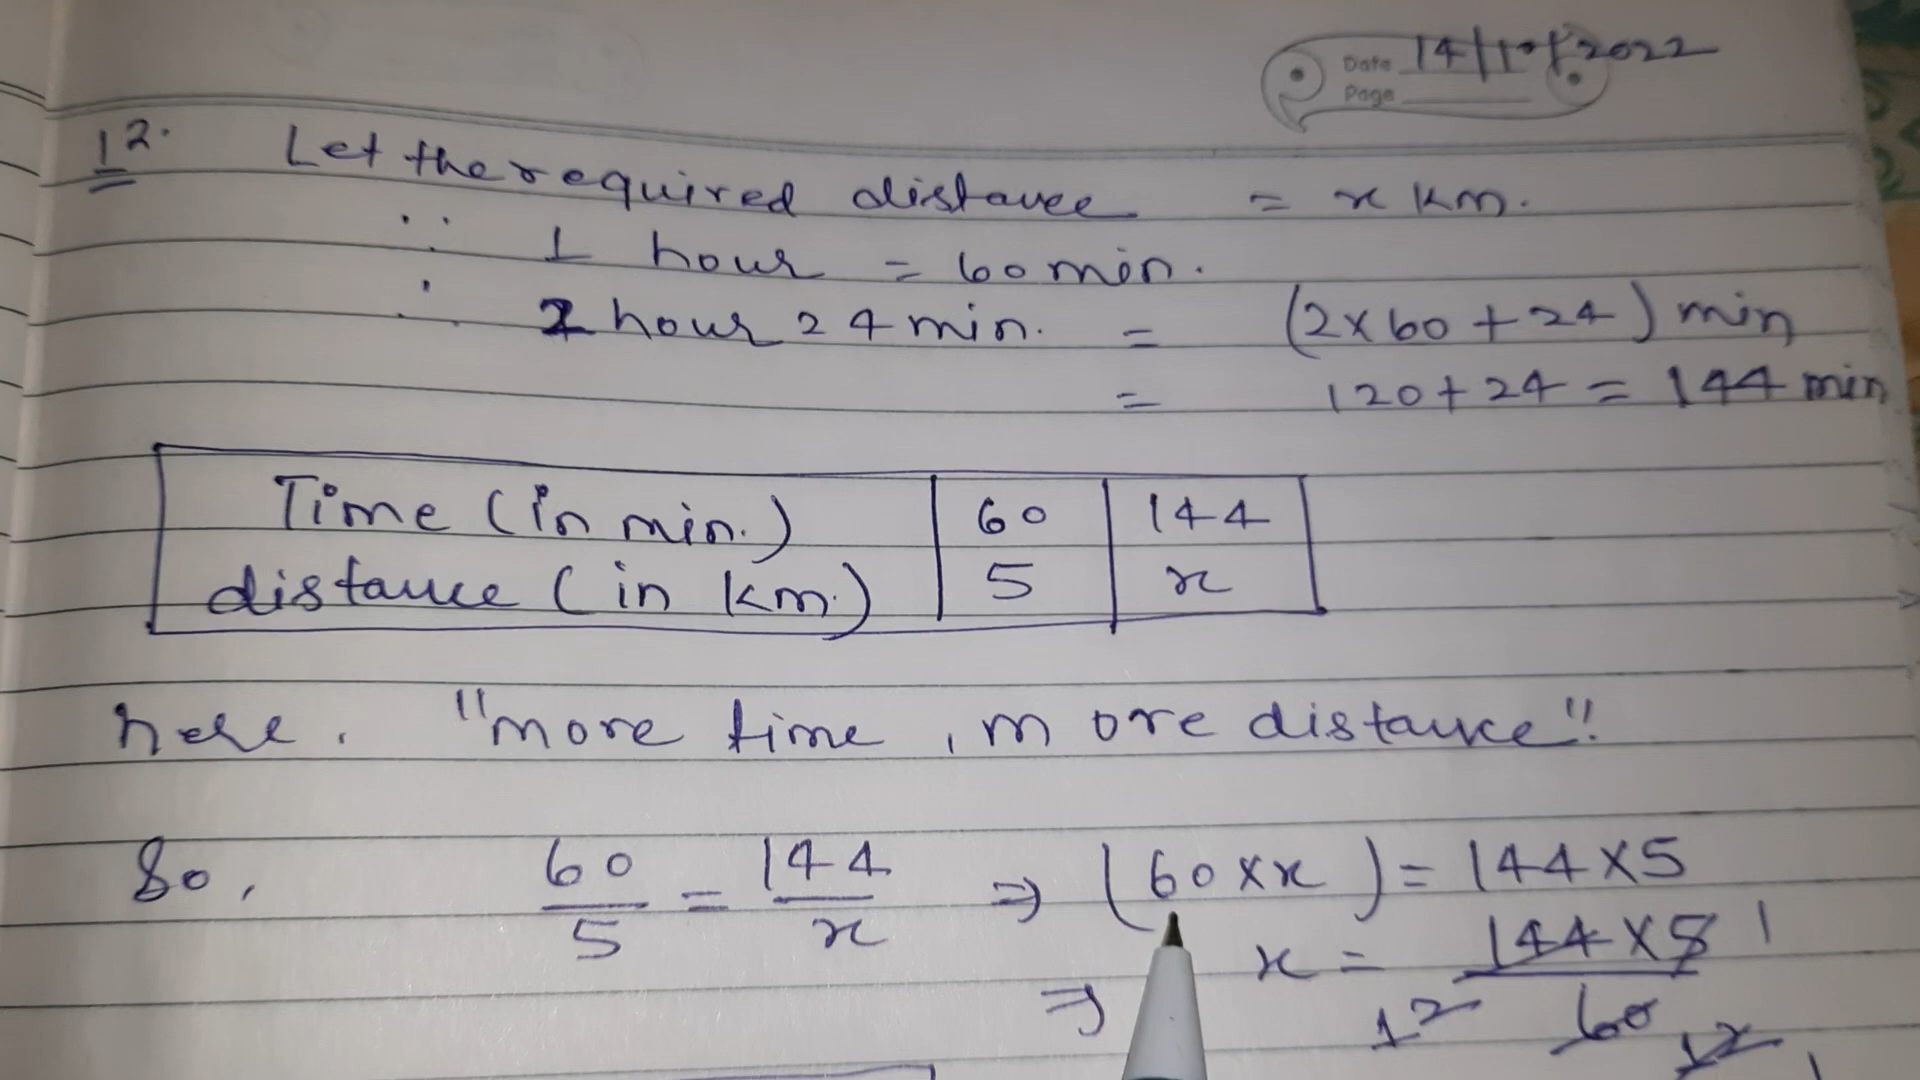 Date 14/10/2022
Page
12. Let the required distance = x km.
∵ 1 hour = 60 min.
∴ 2 hour 24 min. = (2×60+24) min
= 120+24 = 144 min
Time (in min.) 60 144
distance (in km.) 5 x
here, "more time, more distance".
So, 60/5 = 144/x ⇒ (60×x) = 144×5
⇒ x = 144×5/60 1 12 12 1